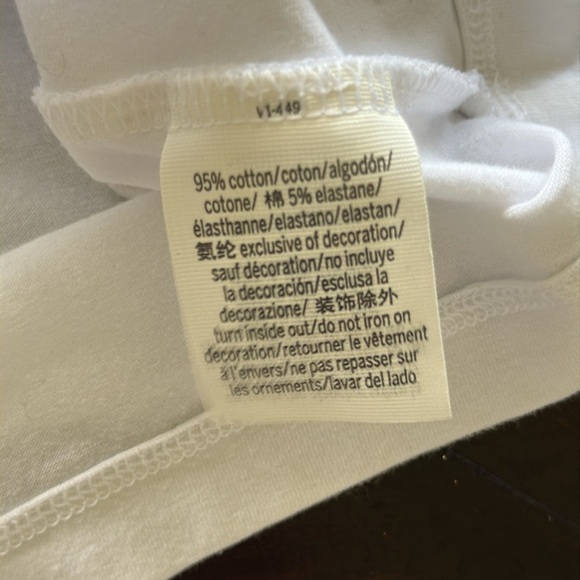 V1-449
95% cotton/coton/algodón/
cotone/ 棉 5% elastane/
élasthanne/elastano/elastan/
氨纶 exclusive of decoration/
sauf décoration/no incluye
la decoración/esclusa la
decorazione/ 装饰除外
turn inside out/do not iron on
decoration/retourner le vêtement
à l'envers/ne pas repasser sur
les ornements/lavar del lado